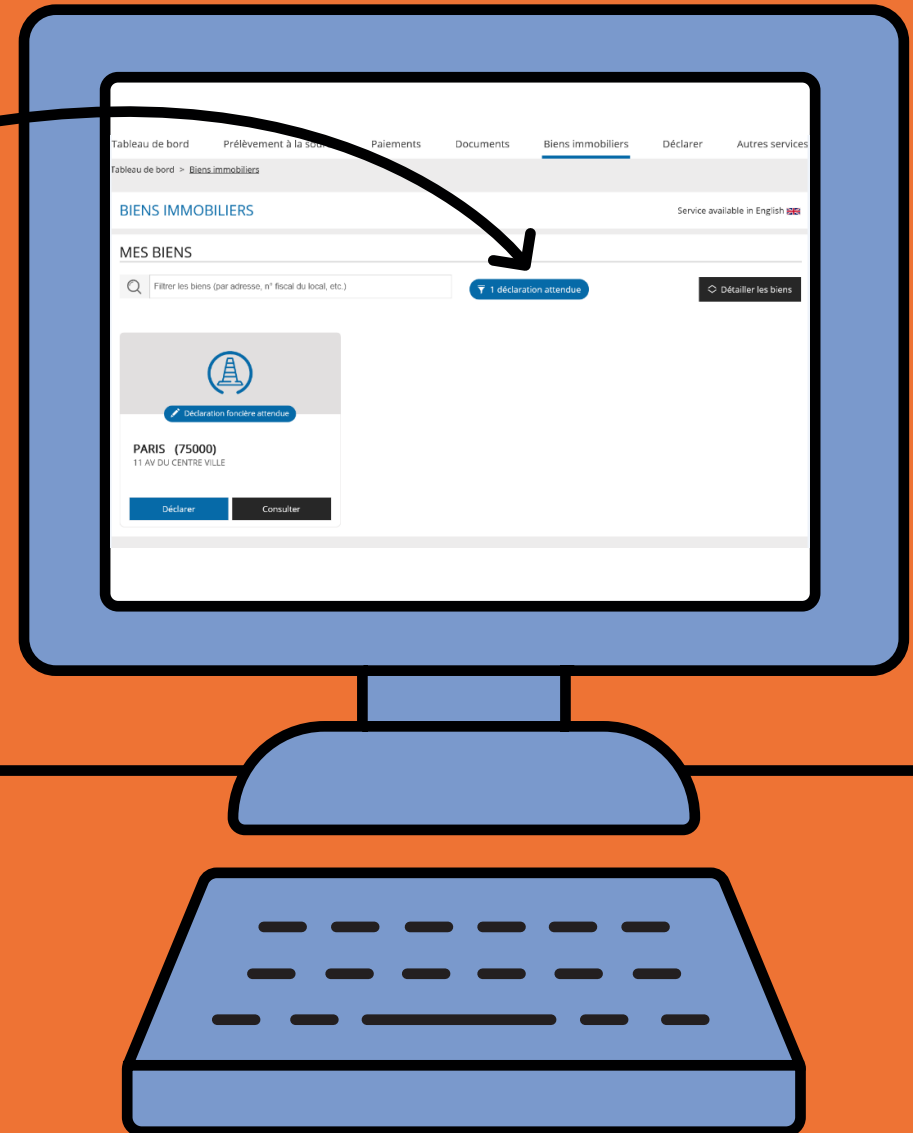 Tableau de bord Prélèvement à la source Paiements Documents Biens immobiliers Déclarer Autres services
Tableau de bord > Biens immobiliers
BIENS IMMOBILIERS Service available in English
MES BIENS
Filtrer les biens (par adresse, n° fiscal du local, etc.) 1 déclaration attendue Détailler les biens
Déclaration foncière attendue
PARIS (75000)
11 AV DU CENTRE VILLE
Déclarer Consulter